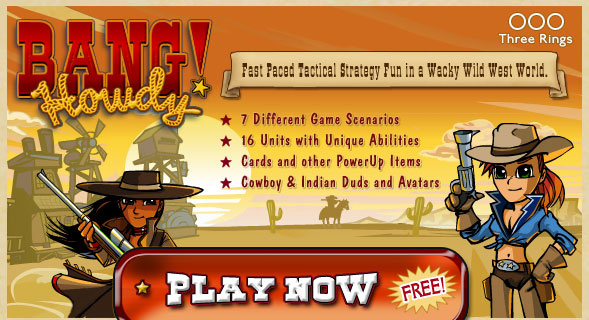 BANG!
Howdy
Three Rings
Fast Paced Tactical Strategy Fun in a Wacky Wild West World.
★ 7 Different Game Scenarios
★ 16 Units with Unique Abilities
★ Cards and other PowerUp Items
★ Cowboy & Indian Duds and Avatars
PLAY NOW
FREE!